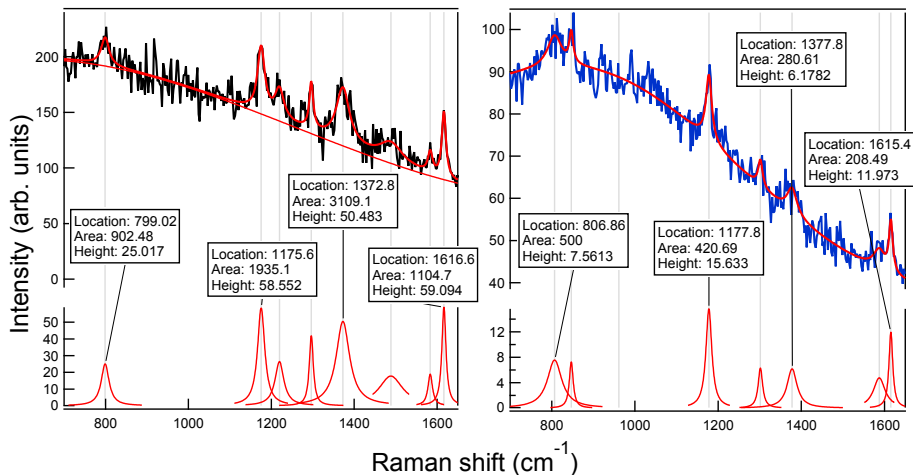 Intensity (arb. units)
200
150
100
50
0
50
40
30
20
10
0
Location: 799.02
Area: 902.48
Height: 25.017
Location: 1175.6
Area: 1935.1
Height: 58.552
Location: 1372.8
Area: 3109.1
Height: 50.483
Location: 1616.6
Area: 1104.7
Height: 59.094
800
1000
1200
1400
1600
100
90
80
70
60
50
40
12
8
4
0
Location: 1377.8
Area: 280.61
Height: 6.1782
Location: 1615.4
Area: 208.49
Height: 11.973
Location: 806.86
Area: 500
Height: 7.5613
Location: 1177.8
Area: 420.69
Height: 15.633
800
1000
1200
1400
1600
Raman shift (cm⁻¹)